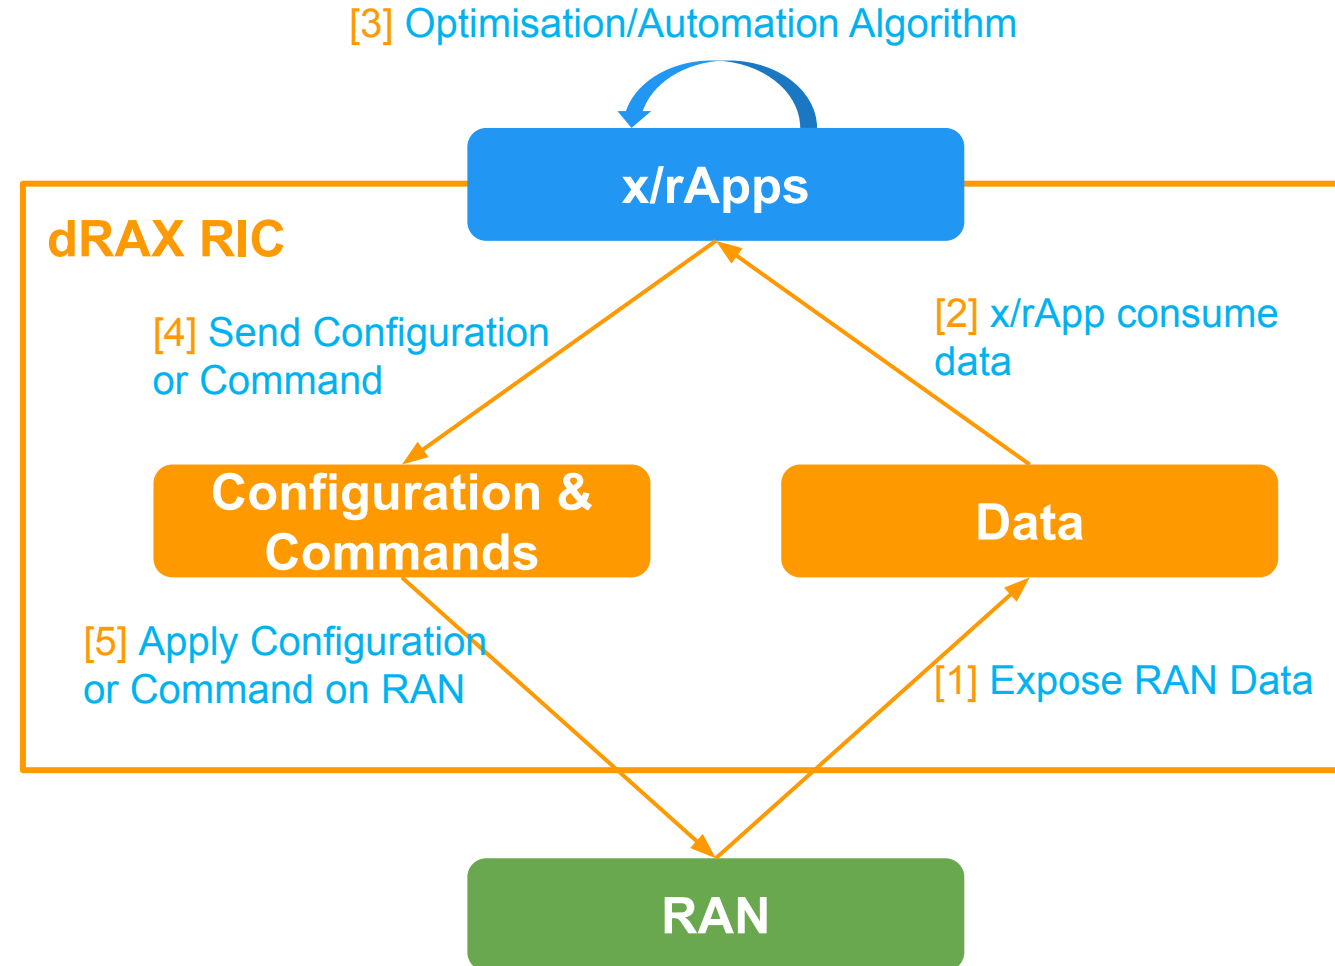 [3] Optimisation/Automation Algorithm
x/rApps
dRAX RIC
[4] Send Configuration
or Command
[2] x/rApp consume
data
Configuration &
Commands
Data
[5] Apply Configuration
or Command on RAN
[1] Expose RAN Data
RAN